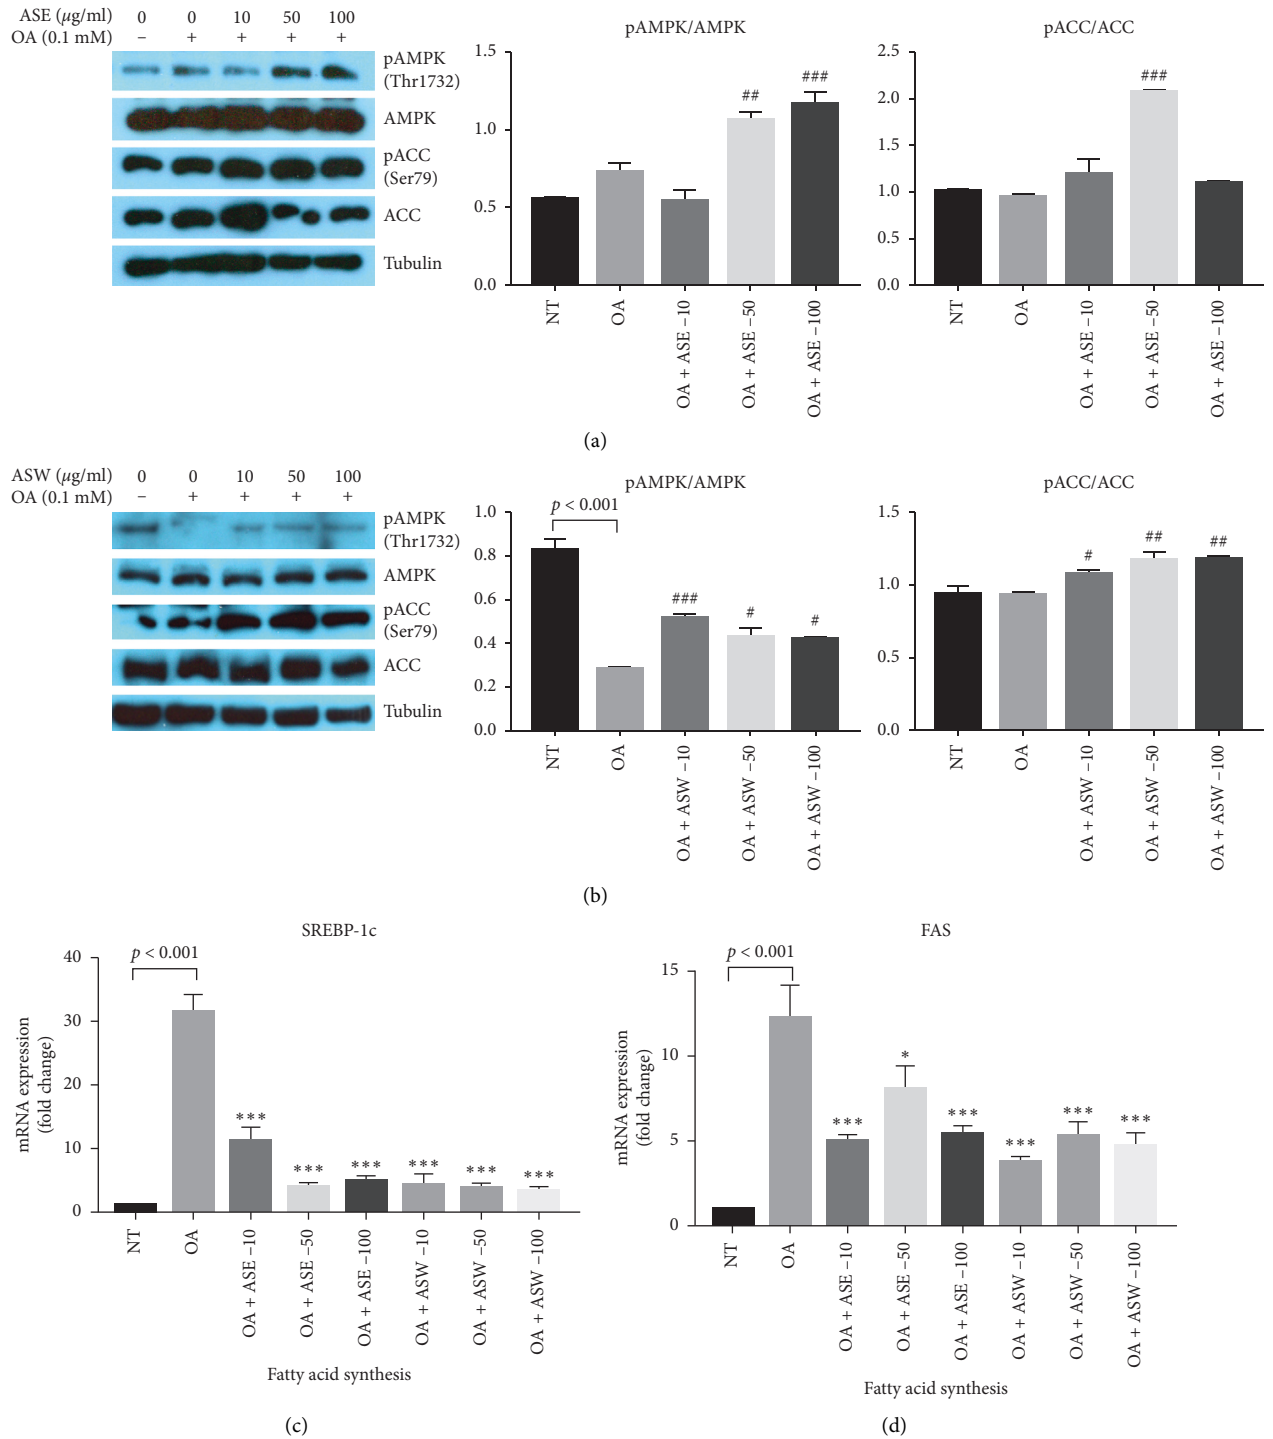 ASE (µg/ml) 0 0 10 50 100
OA (0.1 mM) – + + + +
pAMPK
(Thr1732)
AMPK
pACC
(Ser79)
ACC
Tubulin
pAMPK/AMPK
1.5
1.0
0.5
0.0
## ###
NT
OA
OA + ASE –10
OA + ASE –50
OA + ASE –100
pACC/ACC
2.5
2.0
1.5
1.0
0.5
0.0
###
NT
OA
OA + ASE –10
OA + ASE –50
OA + ASE –100
(a)
ASW (µg/ml) 0 0 10 50 100
OA (0.1 mM) – + + + +
pAMPK
(Thr1732)
AMPK
pACC
(Ser79)
ACC
Tubulin
pAMPK/AMPK
1.0
0.8
0.6
0.4
0.2
0.0
p < 0.001
### # #
NT
OA
OA + ASW –10
OA + ASW –50
OA + ASW –100
pACC/ACC
1.5
1.0
0.5
0.0
# ## ##
NT
OA
OA + ASW –10
OA + ASW –50
OA + ASW –100
(b)
SREBP-1c
mRNA expression
(fold change)
40
30
20
10
0
p < 0.001
*** *** *** *** *** ***
NT
OA
OA + ASE –10
OA + ASE –50
OA + ASE –100
OA + ASW –10
OA + ASW –50
OA + ASW –100
Fatty acid synthesis
(c)
FAS
mRNA expression
(fold change)
15
10
5
0
p < 0.001
*** * *** *** *** ***
NT
OA
OA + ASE –10
OA + ASE –50
OA + ASE –100
OA + ASW –10
OA + ASW –50
OA + ASW –100
Fatty acid synthesis
(d)